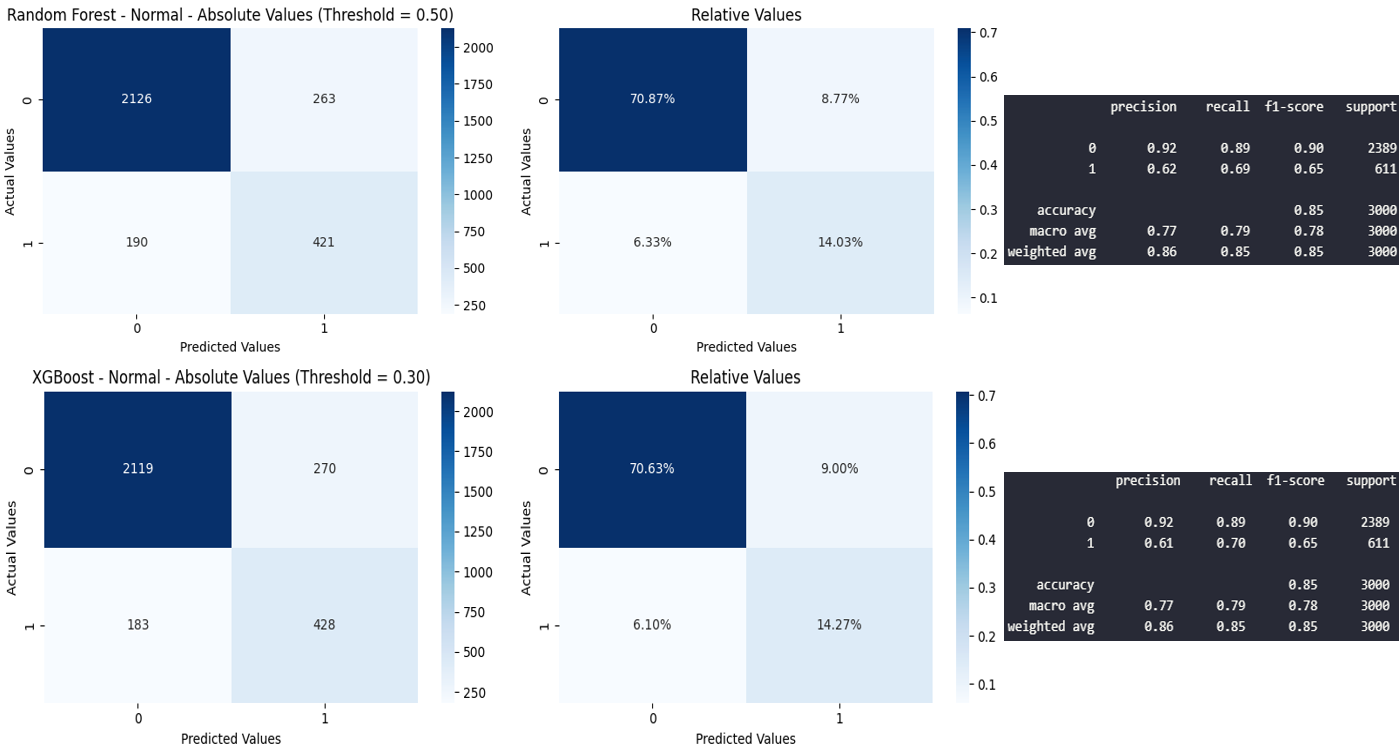 Random Forest - Normal - Absolute Values (Threshold = 0.50)
Actual Values
0
1
2126 263
190 421
0 1
Predicted Values
2000
1750
1500
1250
1000
750
500
250
Relative Values
Actual Values
0
1
70.87% 8.77%
6.33% 14.03%
0 1
Predicted Values
0.7
0.6
0.5
0.4
0.3
0.2
0.1
precision recall f1-score support
0 0.92 0.89 0.90 2389
1 0.62 0.69 0.65 611
accuracy 0.85 3000
macro avg 0.77 0.79 0.78 3000
weighted avg 0.86 0.85 0.85 3000
XGBoost - Normal - Absolute Values (Threshold = 0.30)
Actual Values
0
1
2119 270
183 428
0 1
Predicted Values
2000
1750
1500
1250
1000
750
500
250
Relative Values
Actual Values
0
1
70.63% 9.00%
6.10% 14.27%
0 1
Predicted Values
0.7
0.6
0.5
0.4
0.3
0.2
0.1
precision recall f1-score support
0 0.92 0.89 0.90 2389
1 0.61 0.70 0.65 611
accuracy 0.85 3000
macro avg 0.77 0.79 0.78 3000
weighted avg 0.86 0.85 0.85 3000